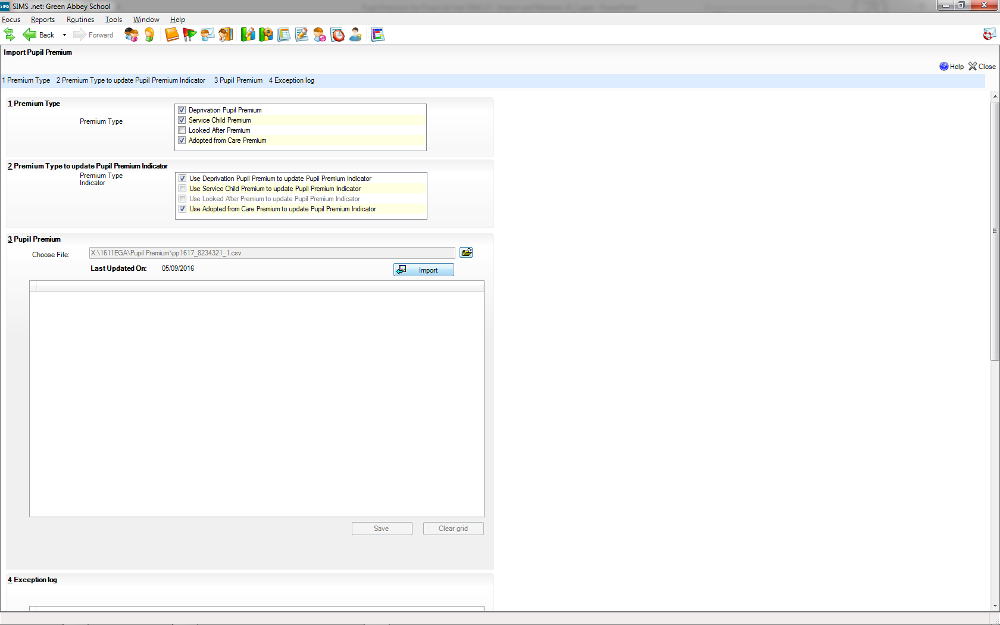 SIMS SIMS .net: Green Abbey School
Focus Reports Routines Tools Window Help
Back Forward
Import Pupil Premium
Help Close
1 Premium Type 2 Premium Type to update Pupil Premium Indicator 3 Pupil Premium 4 Exception log
1 Premium Type
Premium Type
Deprivation Pupil Premium
Service Child Premium
Looked After Premium
Adopted from Care Premium
2 Premium Type to update Pupil Premium Indicator
Premium Type
Indicator
Use Deprivation Pupil Premium to update Pupil Premium Indicator
Use Service Child Premium to update Pupil Premium Indicator
Use Looked After Premium to update Pupil Premium Indicator
Use Adopted from Care Premium to update Pupil Premium Indicator
3 Pupil Premium
Choose File: X:\1611EGA\Pupil Premium\pp1617_8234321_1.csv
Last Updated On: 05/09/2016
Import
Save Clear grid
4 Exception log